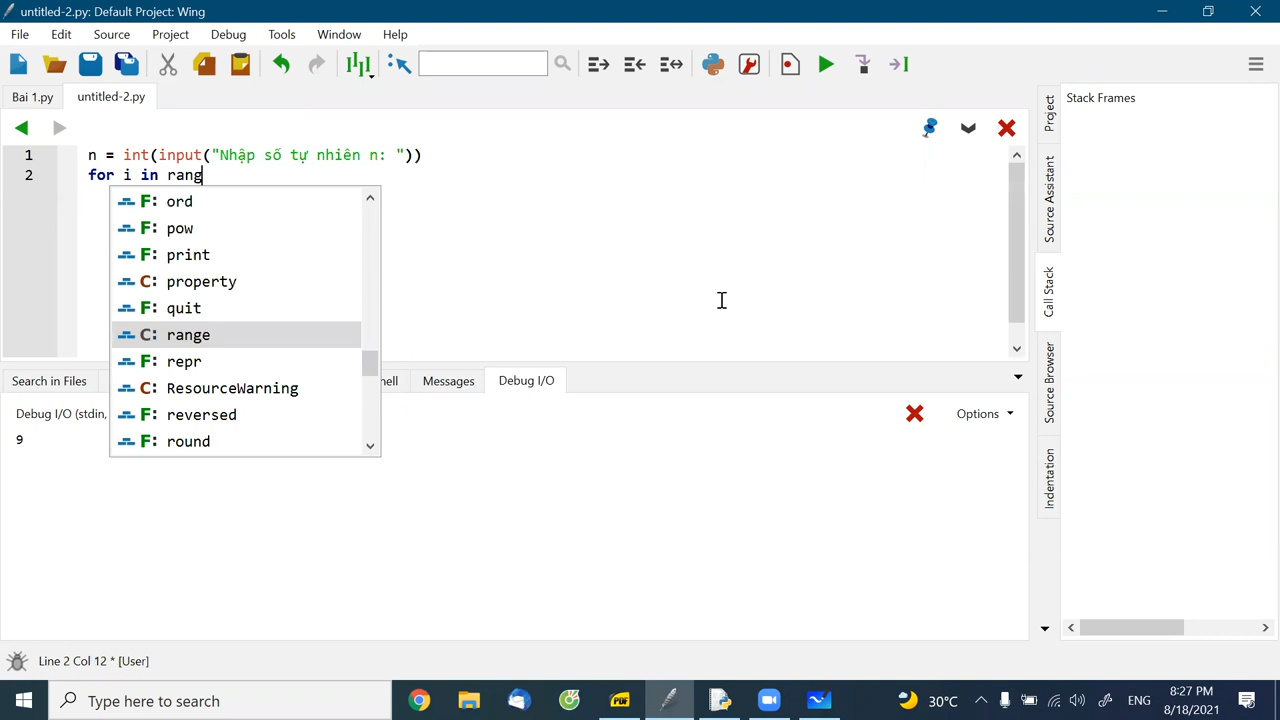 untitled-2.py: Default Project: Wing
File Edit Source Project Debug Tools Window Help
Bai 1.py untitled-2.py
Stack Frames
1 n = int(input("Nhập số tự nhiên n: "))
2 for i in rang
F: ord
F: pow
F: print
C: property
F: quit
C: range
F: repr
C: ResourceWarning
F: reversed
F: round
Project
Source Assistant
Call Stack
Source Browser
Indentation
Search in Files hell Messages Debug I/O
Debug I/O (stdin, Options
9
Line 2 Col 12 * [User]
Type here to search
PDF
30°C ENG
8:27 PM
8/18/2021